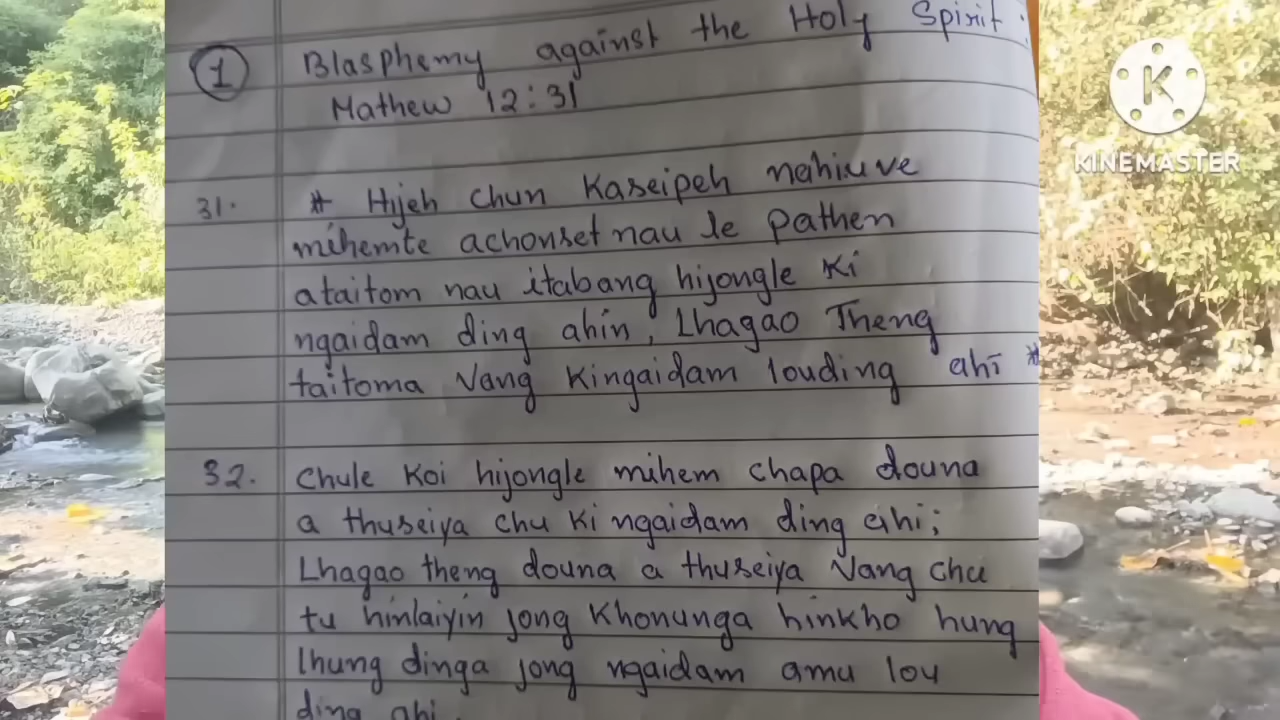 1 Blasphemy against the Holy Spirit.
Mathew 12:31
31. * Hijeh chun Kaseipeh nahiuve
mihemte achonset nau le pathen
ataitom nau itabang hijongle Ki
ngaidam ding ahin, Lhagao Theng
taitoma Vang Kingaidam louding ahi *
32. Chule Koi hijongle mihem chapa douna
a thuseiya chu Ki ngaidam ding ahi;
Lhagao theng douna a thuseiya Vang chu
tu hinlaiyin jong Khonunga hinkho hung
lhung dinga jong ngaidam amu lou
ding ahi.
K
KINEMASTER